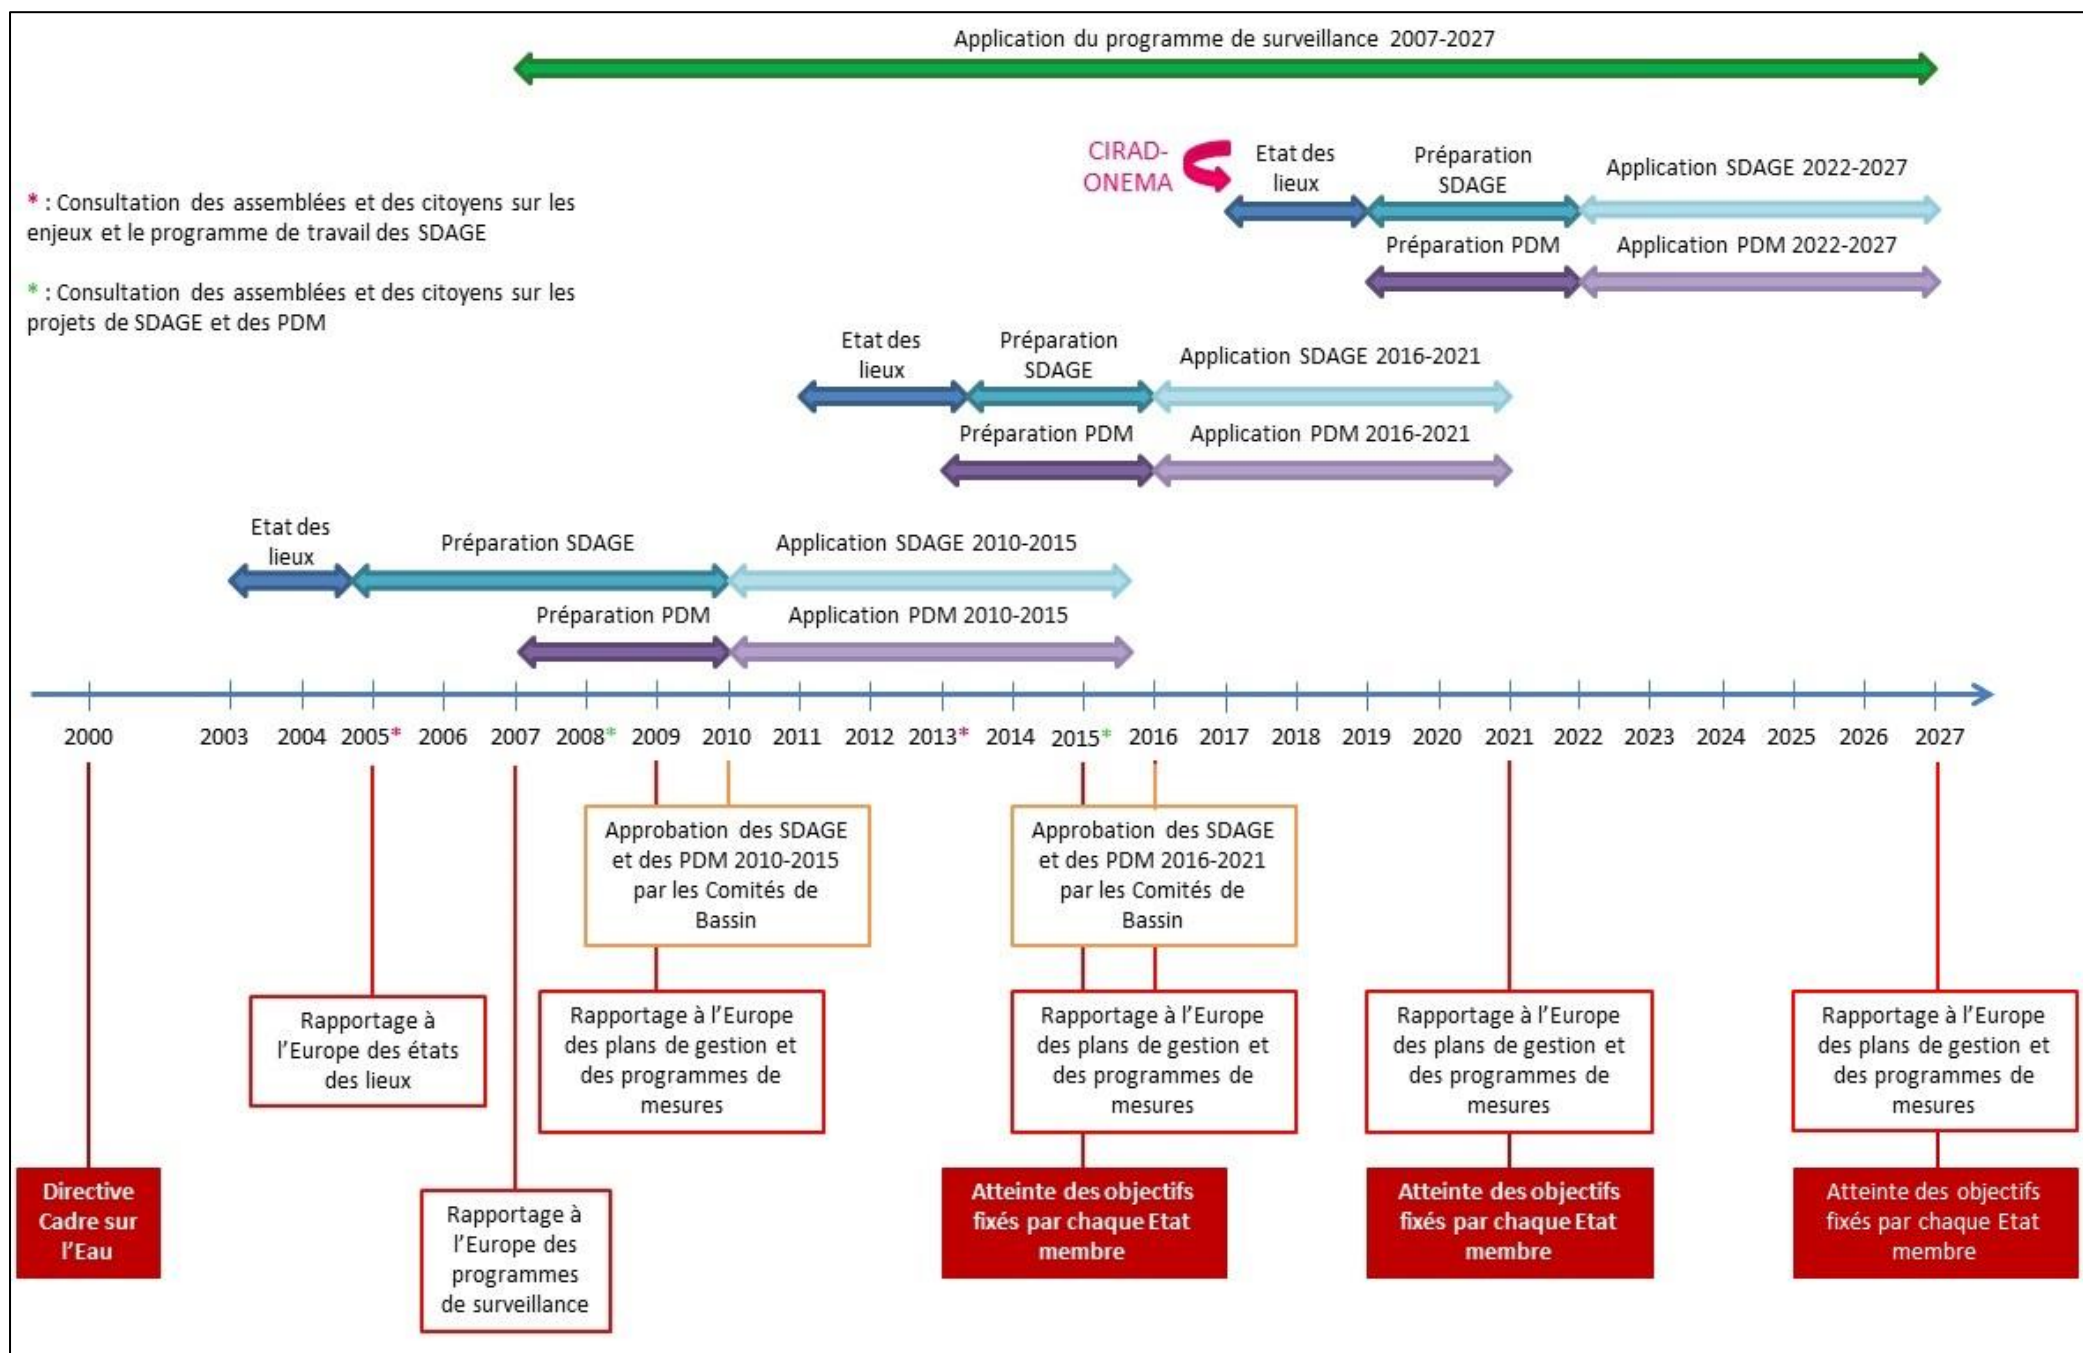 Application du programme de surveillance 2007-2027
CIRAD-
ONEMA
Etat des
lieux
Préparation
SDAGE
Application SDAGE 2022-2027
Préparation PDM
Application PDM 2022-2027
* : Consultation des assemblées et des citoyens sur les
enjeux et le programme de travail des SDAGE
* : Consultation des assemblées et des citoyens sur les
projets de SDAGE et des PDM
Etat des
lieux
Préparation
SDAGE
Application SDAGE 2016-2021
Préparation PDM
Application PDM 2016-2021
Etat des
lieux
Préparation SDAGE
Application SDAGE 2010-2015
Préparation PDM
Application PDM 2010-2015
2000 2003 2004 2005* 2006 2007 2008* 2009 2010 2011 2012 2013* 2014 2015* 2016 2017 2018 2019 2020 2021 2022 2023 2024 2025 2026 2027
Approbation des SDAGE
et des PDM 2010-2015
par les Comités de
Bassin
Approbation des SDAGE
et des PDM 2016-2021
par les Comités de
Bassin
Rapportage à
l'Europe des états
des lieux
Rapportage à l'Europe
des plans de gestion et
des programmes de
mesures
Rapportage à l'Europe
des plans de gestion et
des programmes de
mesures
Rapportage à l'Europe
des plans de gestion et
des programmes de
mesures
Rapportage à l'Europe
des plans de gestion et
des programmes de
mesures
Directive
Cadre sur
l'Eau
Rapportage à
l'Europe des
programmes
de surveillance
Atteinte des objectifs
fixés par chaque Etat
membre
Atteinte des objectifs
fixés par chaque Etat
membre
Atteinte des objectifs
fixés par chaque Etat
membre